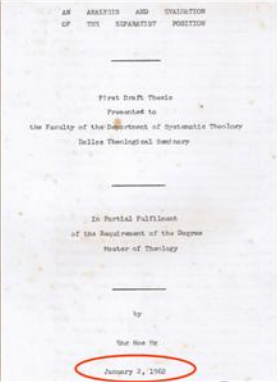 AN ANALYSIS AND EVALUATION
OF THE SEPARATIST POSITION
First Draft Thesis
Presented to
the Faculty of the Department of Systematic Theology
Dallas Theological Seminary
In Partial Fulfilment
of the Requirement of the Degree
Master of Theology
by
January 2, 1962